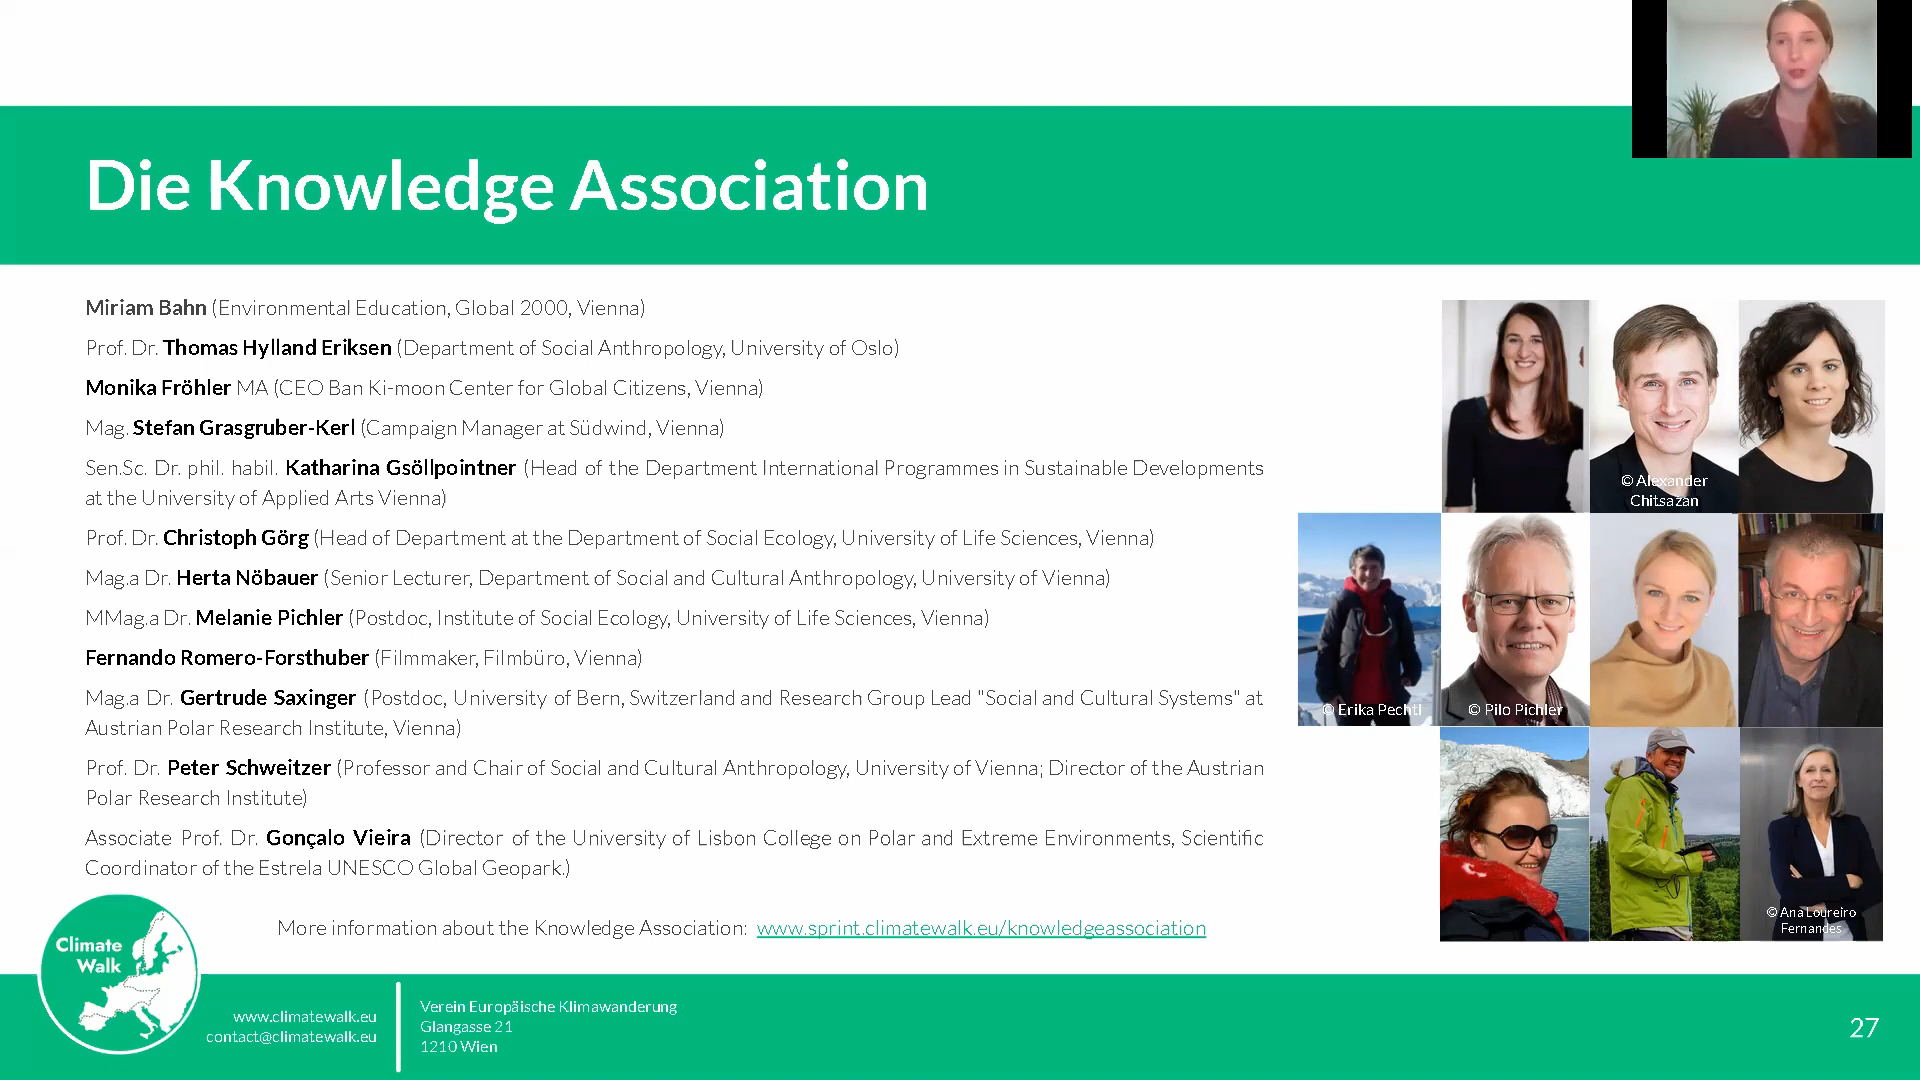 Die Knowledge Association
Miriam Bahn (Environmental Education, Global 2000, Vienna)
Prof. Dr. Thomas Hylland Eriksen (Department of Social Anthropology, University of Oslo)
Monika Fröhler MA (CEO Ban Ki-moon Center for Global Citizens, Vienna)
Mag. Stefan Grasgruber-Kerl (Campaign Manager at Südwind, Vienna)
Sen.Sc. Dr. phil. habil. Katharina Gsöllpointner (Head of the Department International Programmes in Sustainable Developments
at the University of Applied Arts Vienna)
Prof. Dr. Christoph Görg (Head of Department at the Department of Social Ecology, University of Life Sciences, Vienna)
Mag.a Dr. Herta Nöbauer (Senior Lecturer, Department of Social and Cultural Anthropology, University of Vienna)
MMag.a Dr. Melanie Pichler (Postdoc, Institute of Social Ecology, University of Life Sciences, Vienna)
Fernando Romero-Forsthuber (Filmmaker, Filmbüro, Vienna)
Mag.a Dr. Gertrude Saxinger (Postdoc, University of Bern, Switzerland and Research Group Lead "Social and Cultural Systems" at
Austrian Polar Research Institute, Vienna)
Prof. Dr. Peter Schweitzer (Professor and Chair of Social and Cultural Anthropology, University of Vienna; Director of the Austrian
Polar Research Institute)
Associate Prof. Dr. Gonçalo Vieira (Director of the University of Lisbon College on Polar and Extreme Environments, Scientific
Coordinator of the Estrela UNESCO Global Geopark.)
More information about the Knowledge Association: www.sprint.climatewalk.eu/knowledgeassociation
© Alexander
Chitsazan
© Erika Pechtl
© Pilo Pichler
© Ana Loureiro
Fernandes
Climate
Walk
www.climatewalk.eu
contact@climatewalk.eu
Verein Europäische Klimawanderung
Glangasse 21
1210 Wien
27